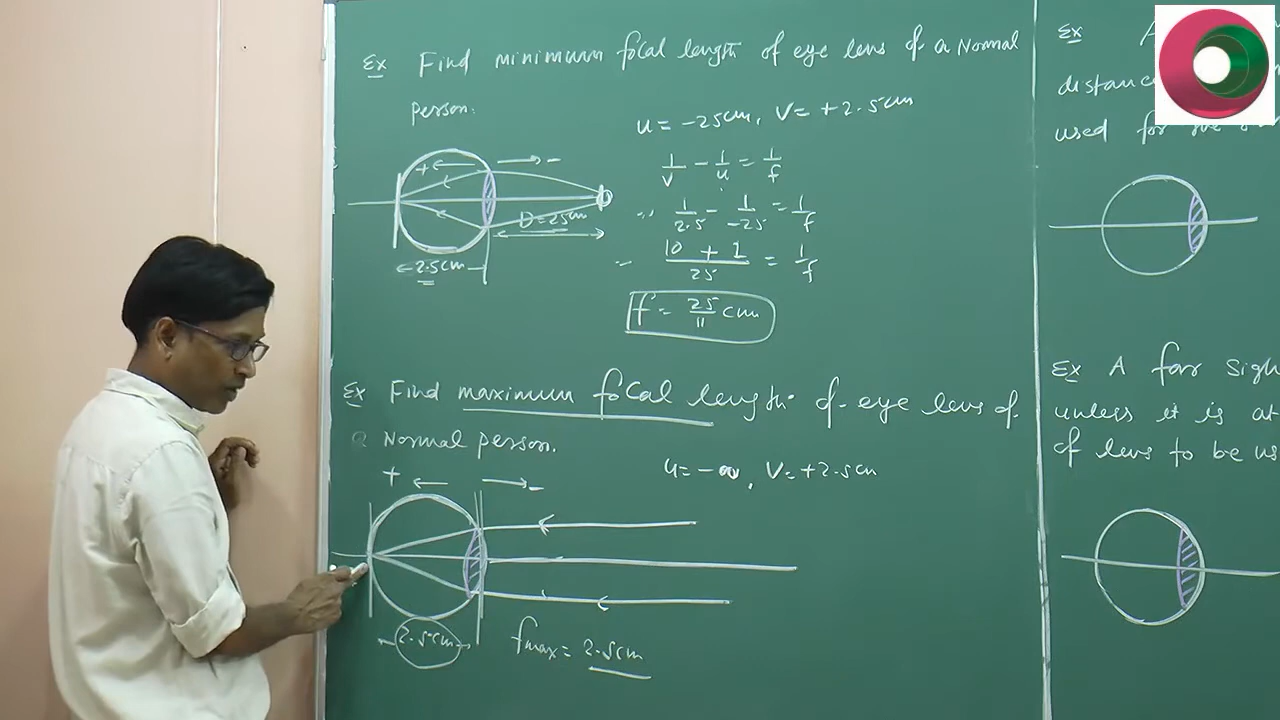 Ex Find minimum focal length of eye lens of a Normal
person.
u = -25cm, V = +2.5cm
1/V - 1/u = 1/f
1/2.5 - 1/-25 = 1/f
10 + 1 / 25 = 1/f
f = 25/11 cm
+ -
D=25cm
2.5cm
Ex Find maximum focal length of eye lens of
a Normal person.
u = -∞, V = +2.5cm
+ -
2.5cm
fmax = 2.5cm
Ex A
distance
used for
Ex A far sigh
unless it is at
of lens to be us